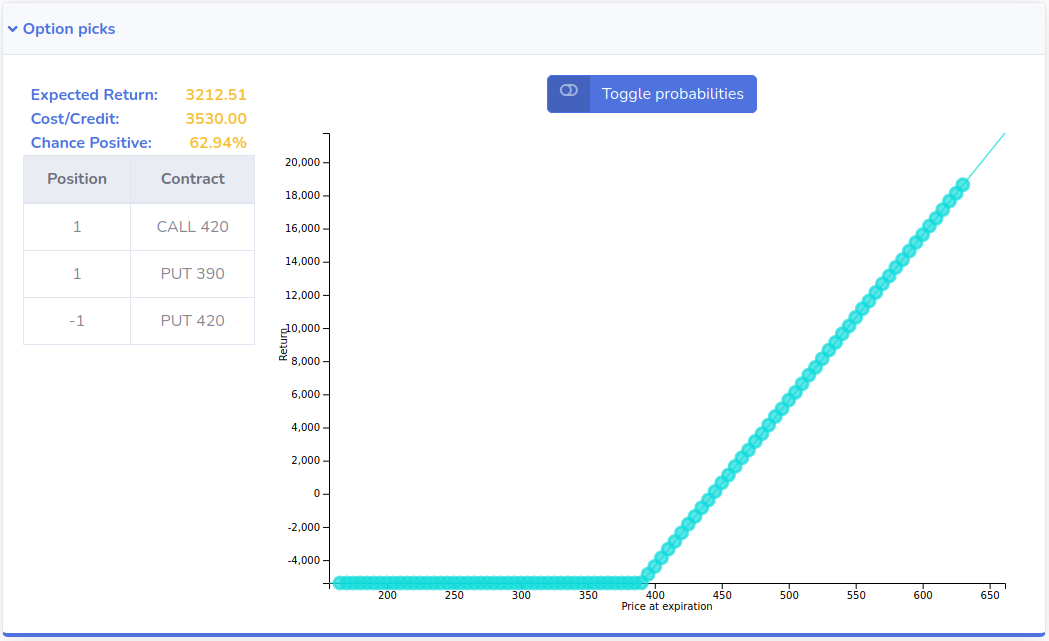 Option picks
Toggle probabilities
Expected Return: 3212.51
Cost/Credit: 3530.00
Chance Positive: 62.94%
Position Contract
1 CALL 420
1 PUT 390
-1 PUT 420
20,000
18,000
16,000
14,000
12,000
10,000
8,000
6,000
4,000
2,000
0
-2,000
-4,000
Return
200 250 300 350 400 450 500 550 600 650
Price at expiration